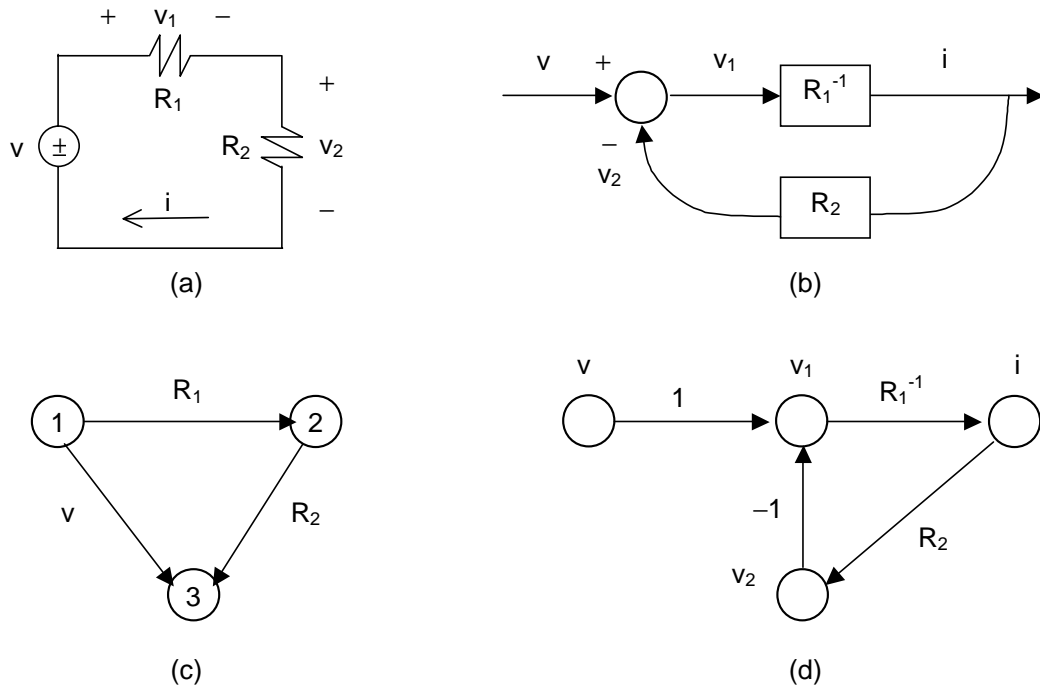 + v₁ −
R₁
+
v
±
R₂
v₂
−
i
(a)
v
+
v₁
R₁⁻¹
i
−
v₂
R₂
(b)
1
R₁
2
v
R₂
3
(c)
v
v₁
i
1
R₁⁻¹
−1
R₂
v₂
(d)